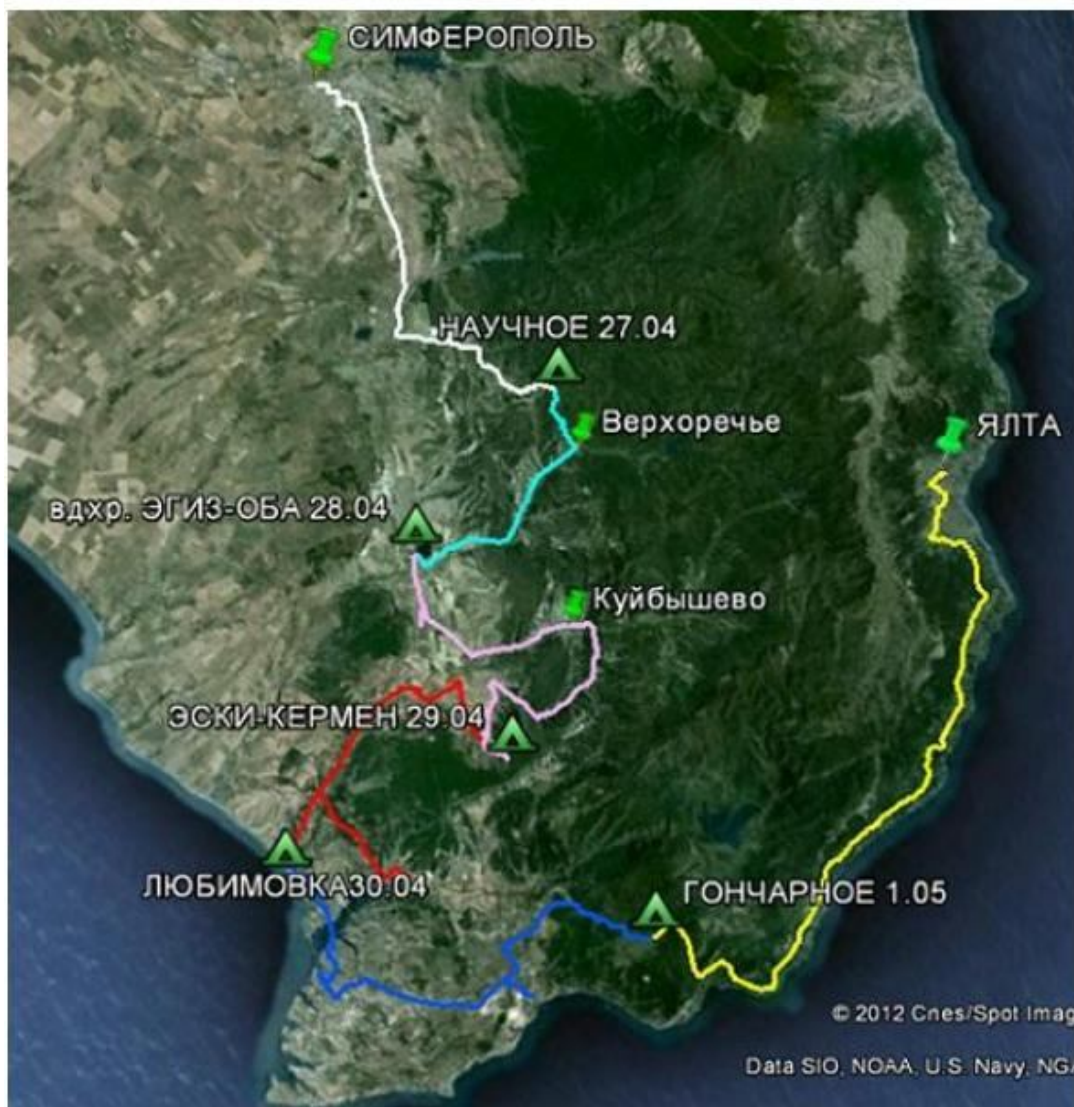 СИМФЕРОПОЛЬ
НАУЧНОЕ 27.04
Верхоречье
ЯЛТА
вдхр. ЭГИЗ-ОБА 28.04
Куйбышево
ЭСКИ-КЕРМЕН 29.04
ЛЮБИМОВКА30.04
ГОНЧАРНОЕ 1.05
© 2012 Cnes/Spot Imag
Data SIO, NOAA, U.S. Navy, NGA